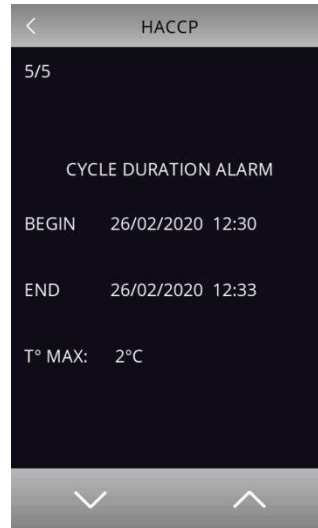 HACCP
5/5
CYCLE DURATION ALARM
BEGIN 26/02/2020 12:30
END 26/02/2020 12:33
T° MAX: 2°C